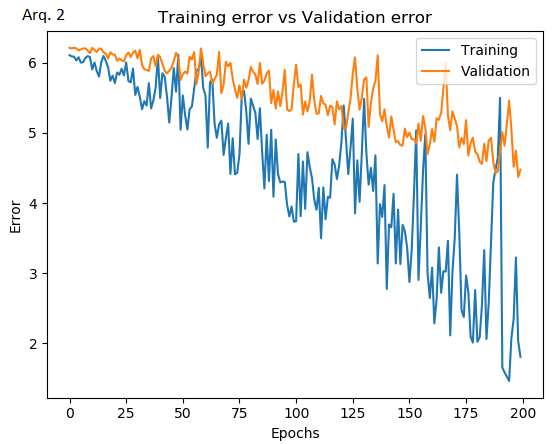 Arq. 2
Training error vs Validation error
Training
Validation
Error
6
5
4
3
2
0
25
50
75
100
125
150
175
200
Epochs